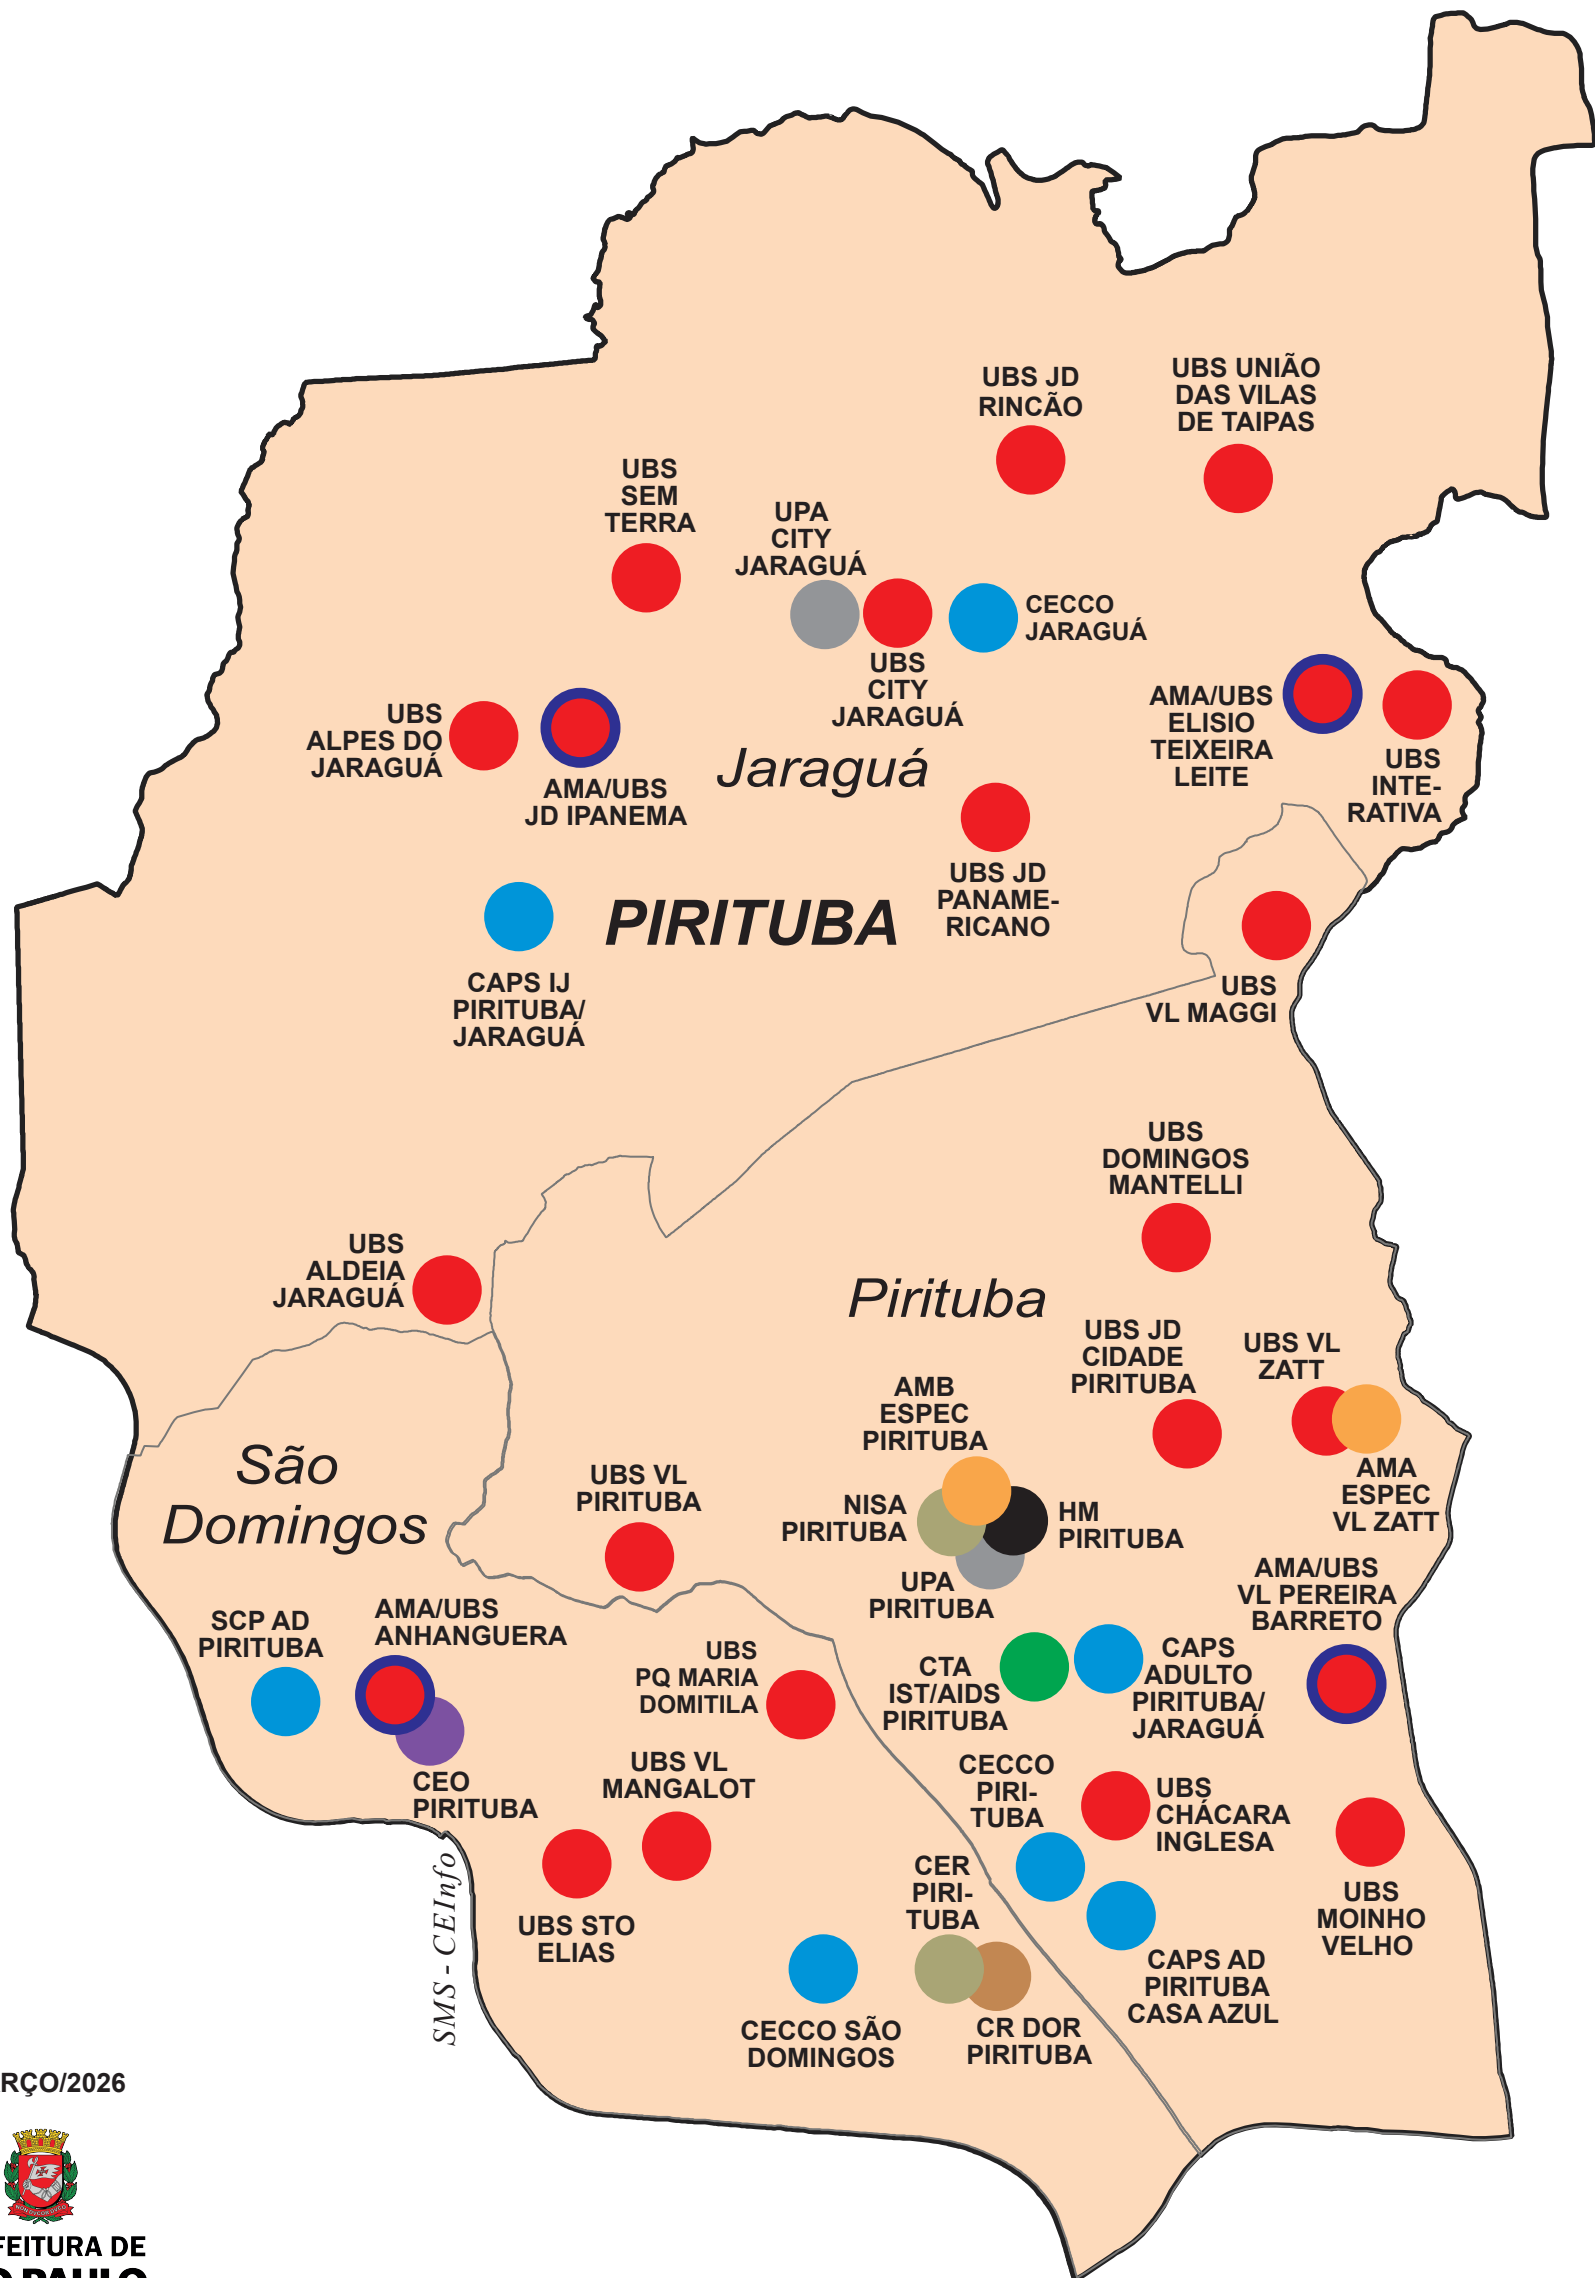 UBS JD
RINCÃO
UBS UNIÃO
DAS VILAS
DE TAIPAS
UBS
SEM
TERRA
UPA
CITY
JARAGUÁ
CECCO
JARAGUÁ
UBS
CITY
JARAGUÁ
AMA/UBS
ELISIO
TEIXEIRA
LEITE
UBS
INTE-
RATIVA
UBS
ALPES DO
JARAGUÁ
AMA/UBS
JD IPANEMA
Jaraguá
UBS JD
PANAME-
RICANO
PIRITUBA
CAPS IJ
PIRITUBA/
JARAGUÁ
UBS
VL MAGGI
UBS
DOMINGOS
MANTELLI
UBS
ALDEIA
JARAGUÁ
Pirituba
UBS JD
CIDADE
PIRITUBA
UBS VL
ZATT
AMB
ESPEC
PIRITUBA
AMA
ESPEC
VL ZATT
São
Domingos
UBS VL
PIRITUBA
NISA
PIRITUBA
HM
PIRITUBA
UPA
PIRITUBA
AMA/UBS
VL PEREIRA
BARRETO
SCP AD
PIRITUBA
AMA/UBS
ANHANGUERA
UBS
PQ MARIA
DOMITILA
CTA
IST/AIDS
PIRITUBA
CAPS
ADULTO
PIRITUBA/
JARAGUÁ
CEO
PIRITUBA
UBS VL
MANGALOT
CECCO
PIRI-
TUBA
UBS
CHÁCARA
INGLESA
UBS STO
ELIAS
CER
PIRI-
TUBA
UBS
MOINHO
VELHO
CAPS AD
PIRITUBA
CASA AZUL
CECCO SÃO
DOMINGOS
CR DOR
PIRITUBA
SMS - CEInfo
RÇO/2026
FEITURA DE